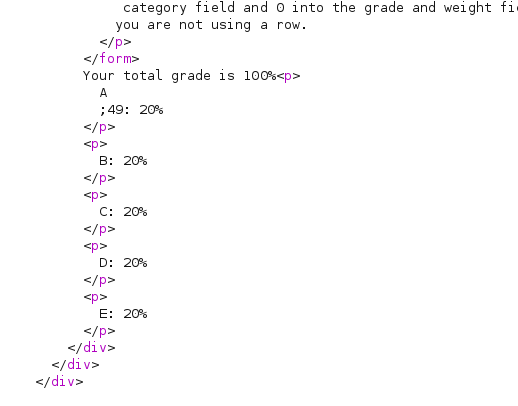 category field and 0 into the grade and weight
you are not using a row.
</p>
</form>
Your total grade is 100%<p>
A
;49: 20%
</p>
<p>
B: 20%
</p>
<p>
C: 20%
</p>
<p>
D: 20%
</p>
<p>
E: 20%
</p>
</div>
</div>
</div>